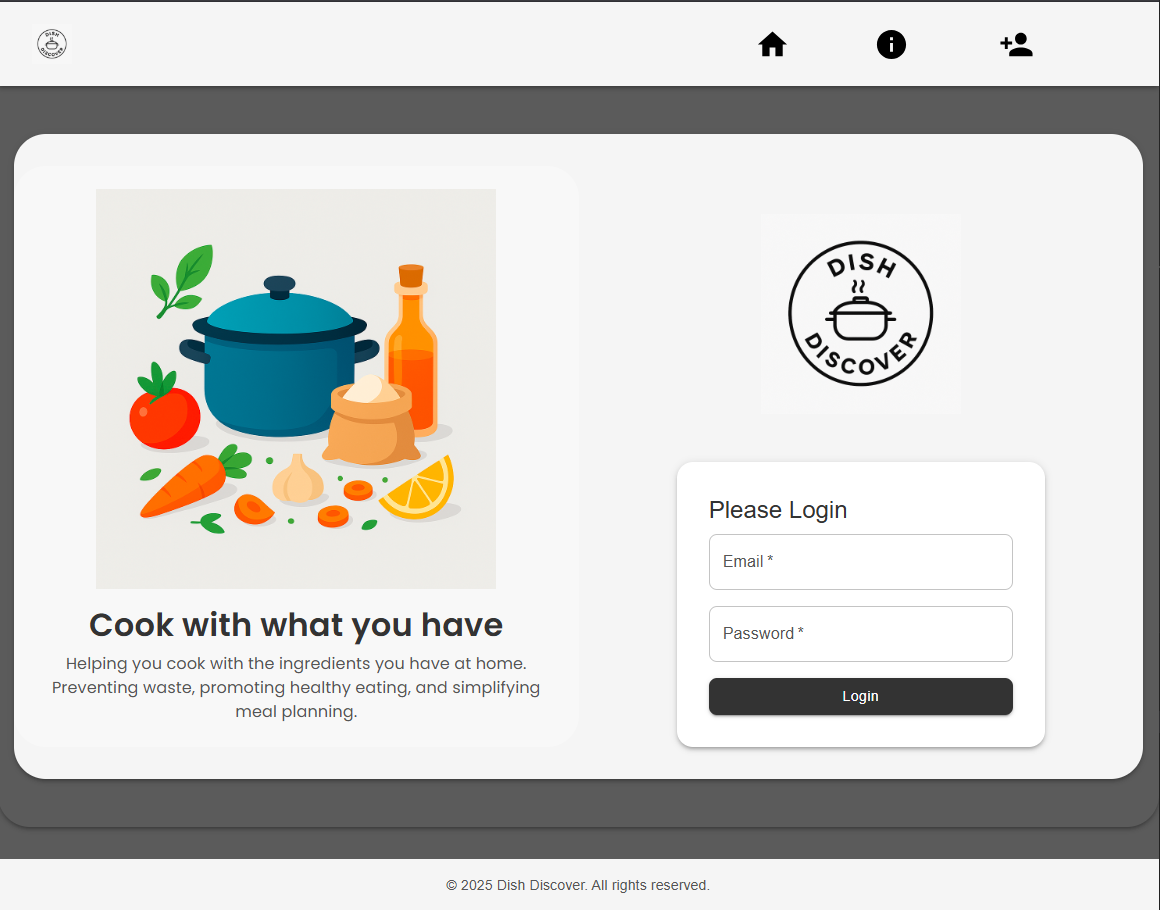 DISH
DISCOVER
DISH
DISCOVER
Cook with what you have
Helping you cook with the ingredients you have at home.
Preventing waste, promoting healthy eating, and simplifying
meal planning.
Please Login
Email *
Password *
Login
© 2025 Dish Discover. All rights reserved.